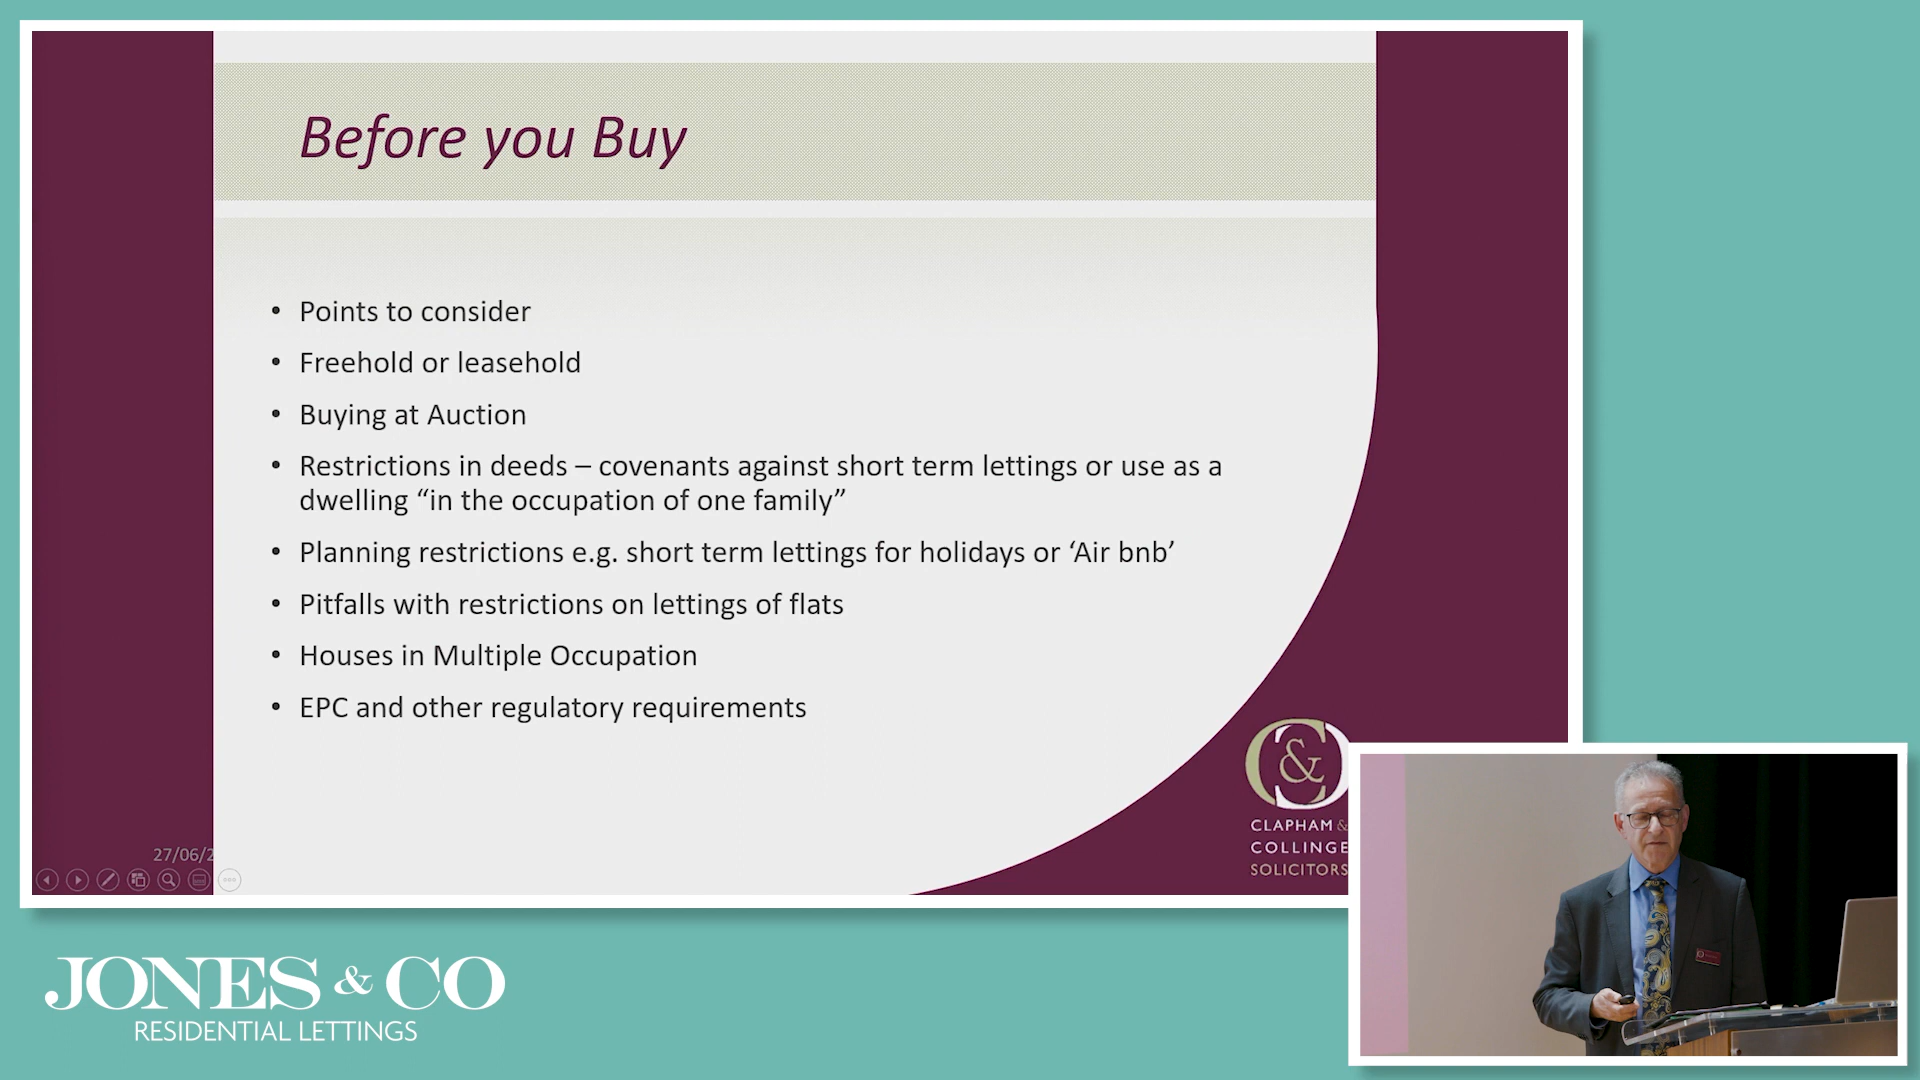 Before you Buy
• Points to consider
• Freehold or leasehold
• Buying at Auction
• Restrictions in deeds – covenants against short term lettings or use as a
dwelling “in the occupation of one family”
• Planning restrictions e.g. short term lettings for holidays or ‘Air bnb’
• Pitfalls with restrictions on lettings of flats
• Houses in Multiple Occupation
• EPC and other regulatory requirements
27/06/2
C&C
CLAPHAM &
COLLINGE
SOLICITORS
JONES & CO
RESIDENTIAL LETTINGS